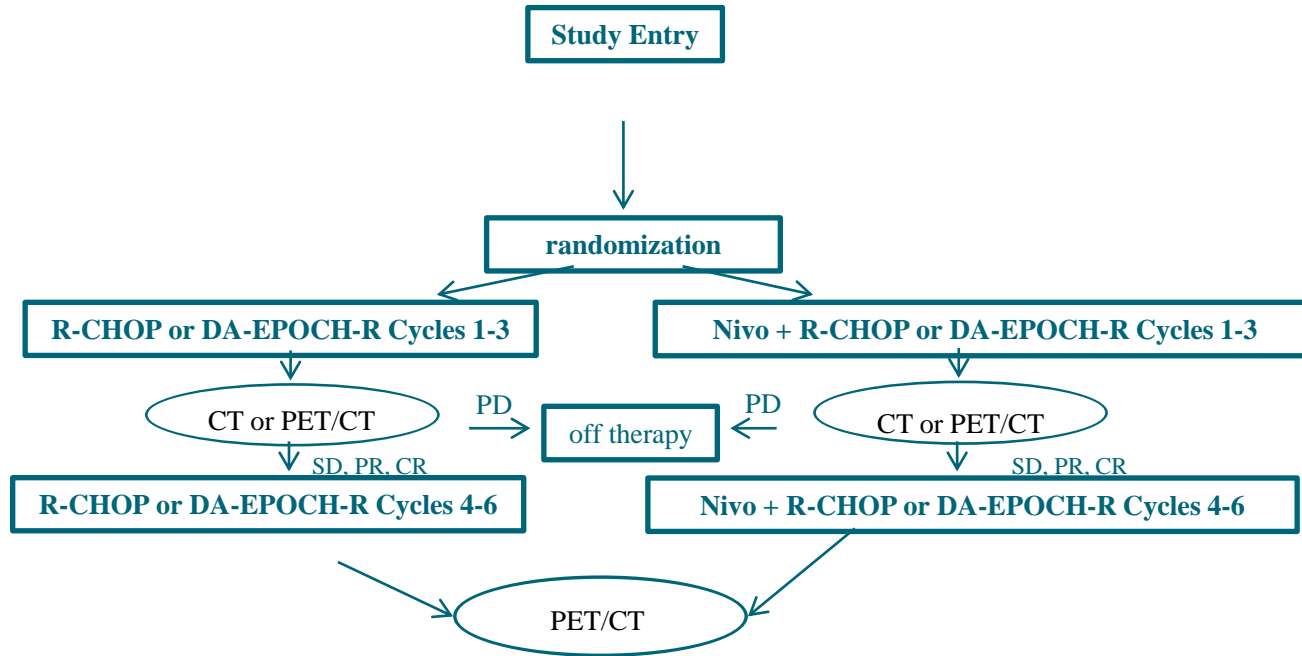 Study Entry
randomization
R-CHOP or DA-EPOCH-R Cycles 1-3
Nivo + R-CHOP or DA-EPOCH-R Cycles 1-3
CT or PET/CT
PD
off therapy
PD
CT or PET/CT
SD, PR, CR
SD, PR, CR
R-CHOP or DA-EPOCH-R Cycles 4-6
Nivo + R-CHOP or DA-EPOCH-R Cycles 4-6
PET/CT